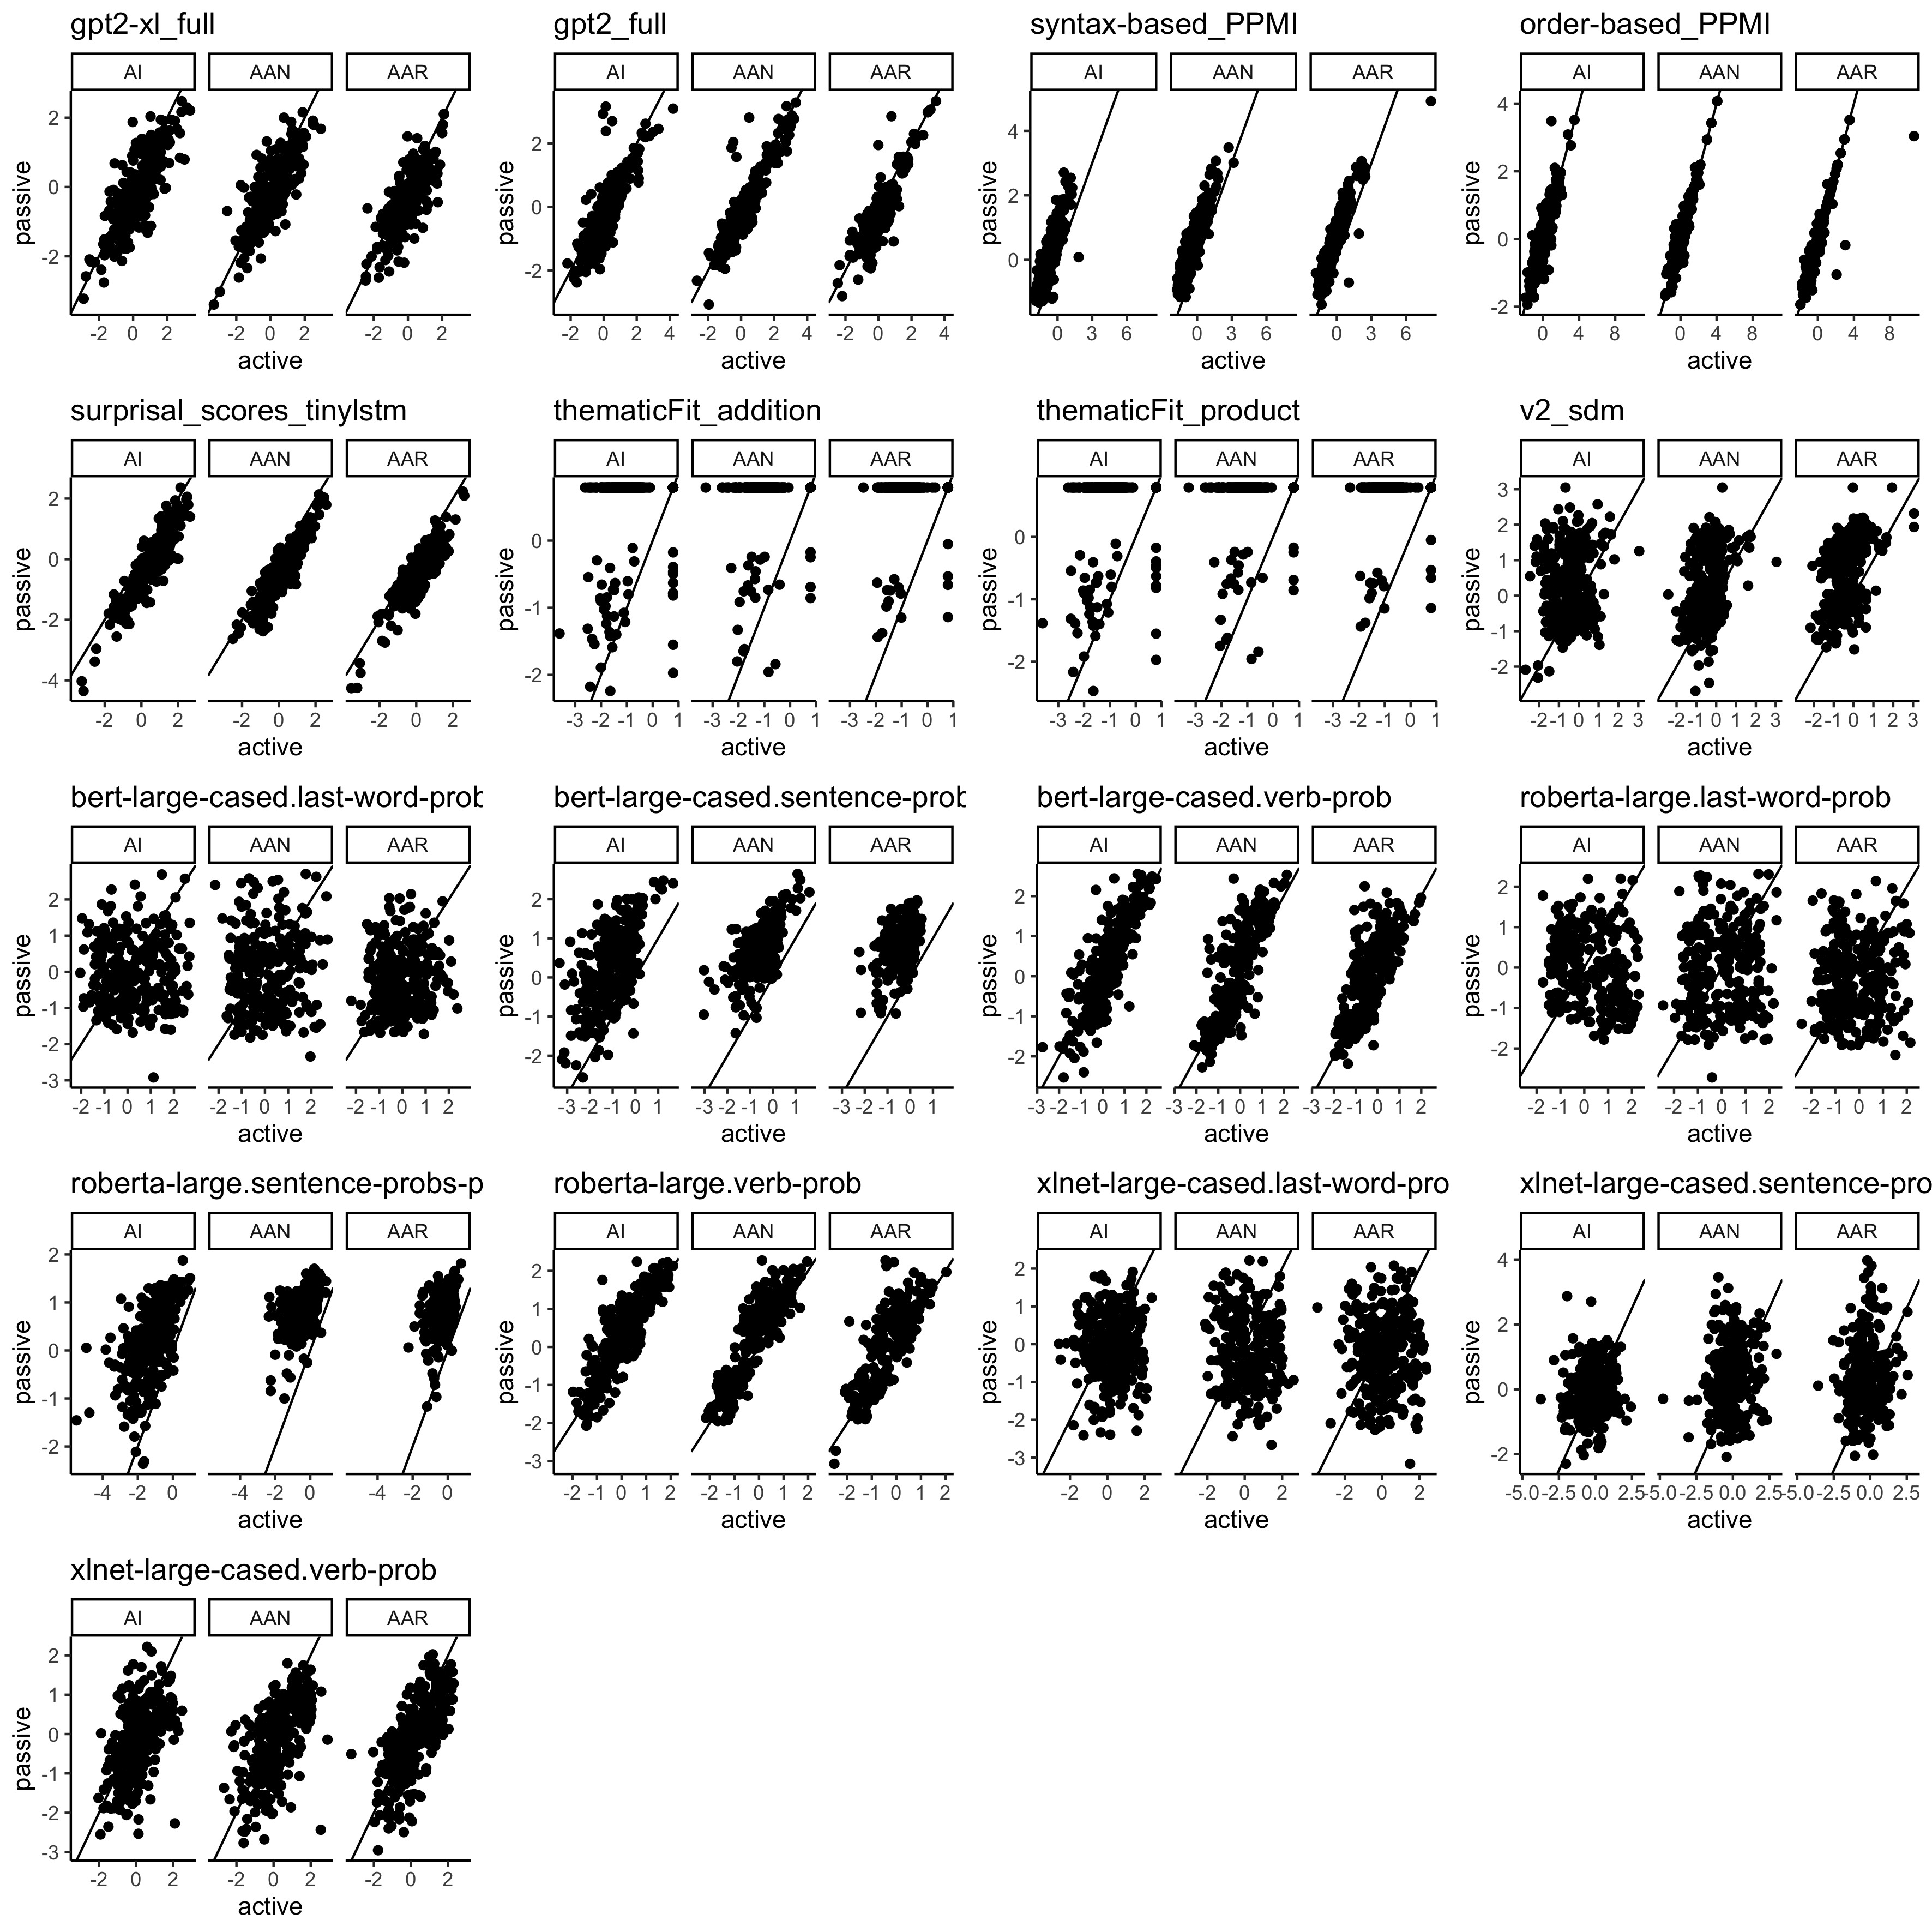 gpt2-xl_full gpt2_full syntax-based_PPMI order-based_PPMI
AI AAN AAR AI AAN AAR AI AAN AAR AI AAN AAR
passive 2 0 -2 passive 2 0 -2 passive 4 2 0 passive 4 2 0 -2
-2 0 2 -2 0 2 -2 0 2 -2 0 2 4 -2 0 2 4 -2 0 2 4 0 3 6 0 3 6 0 3 6 0 4 8 0 4 8 0 4 8
active active active active
surprisal_scores_tinylstm thematicFit_addition thematicFit_product v2_sdm
AI AAN AAR AI AAN AAR AI AAN AAR AI AAN AAR
passive 2 0 -2 -4 passive 0 -1 -2 passive 0 -1 -2 passive 3 2 1 0 -1 -2
-2 0 2 -2 0 2 -2 0 2 -3 -2 -1 0 1 -3 -2 -1 0 1 -3 -2 -1 0 1 -3 -2 -1 0 1 -3 -2 -1 0 1 -3 -2 -1 0 1 -2 -1 0 1 2 3 -2 -1 0 1 2 3 -2 -1 0 1 2 3
active active active active
bert-large-cased.last-word-prob bert-large-cased.sentence-prob bert-large-cased.verb-prob roberta-large.last-word-prob
AI AAN AAR AI AAN AAR AI AAN AAR AI AAN AAR
passive 2 1 0 -1 -2 -3 passive 2 1 0 -1 -2 passive 2 1 0 -1 -2 passive 2 1 0 -1 -2
-2 -1 0 1 2 -2 -1 0 1 2 -2 -1 0 1 2 -3 -2 -1 0 1 -3 -2 -1 0 1 -3 -2 -1 0 1 -3 -2 -1 0 1 2 -3 -2 -1 0 1 2 -3 -2 -1 0 1 2 -2 -1 0 1 2 -2 -1 0 1 2 -2 -1 0 1 2
active active active active
roberta-large.sentence-probs-p roberta-large.verb-prob xlnet-large-cased.last-word-pro xlnet-large-cased.sentence-pro
AI AAN AAR AI AAN AAR AI AAN AAR AI AAN AAR
passive 2 1 0 -1 -2 passive 2 1 0 -1 -2 -3 passive 2 1 0 -1 -2 -3 passive 4 2 0 -2
-4 -2 0 -4 -2 0 -4 -2 0 -2 -1 0 1 2 -2 -1 0 1 2 -2 -1 0 1 2 -2 0 2 -2 0 2 -2 0 2 -5.0 -2.5 0.0 2.5 -5.0 -2.5 0.0 2.5 -5.0 -2.5 0.0 2.5
active active active active
xlnet-large-cased.verb-prob
AI AAN AAR
passive 2 1 0 -1 -2 -3
-2 0 2 -2 0 2 -2 0 2
active